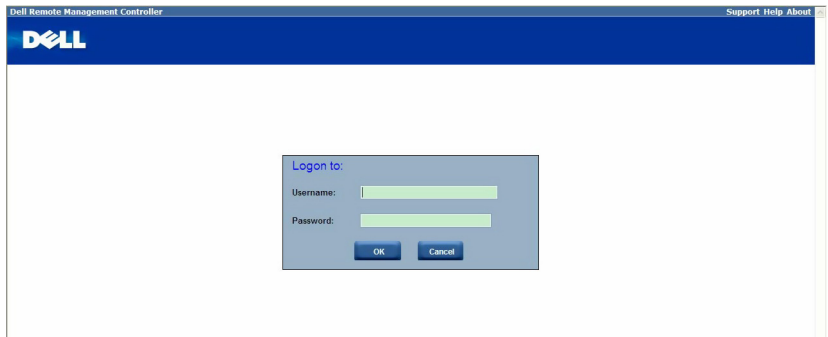 Dell Remote Management Controller
Support Help About
DELL
Logon to:
Username:
Password:
OK
Cancel